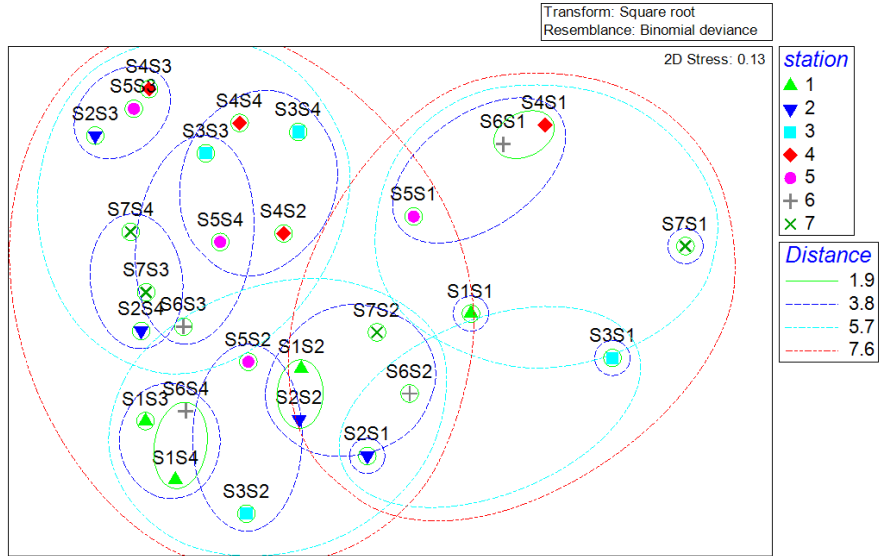 Transform: Square root
Resemblance: Binomial deviance
2D Stress: 0.13
S4S3
S5S3
S2S3
S4S4
S3S4
S3S3
S4S1
S6S1
S7S4
S5S4
S4S2
S5S1
S7S1
S7S3
S2S4
S6S3
S1S1
S7S2
S3S1
S5S2
S1S2
S6S2
S1S3
S6S4
S2S2
S2S1
S1S4
S3S2
station
1
2
3
4
5
6
7
Distance
1.9
3.8
5.7
7.6